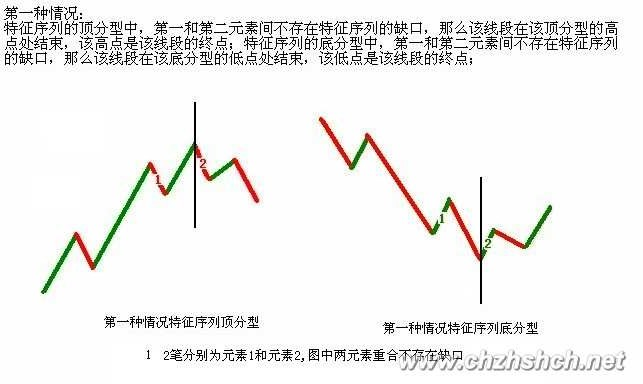 第一种情况:
特征序列的顶分型中，第一和第二元素间不存在特征序列的缺口，那么该线段在该顶分型的高
点处结束，该高点是该线段的终点；特征序列的底分型中，第一和第二元素间不存在特征序列
的缺口，那么该线段在该底分型的低点处结束，该低点是该线段的终点；
1
2
1
2
第一种情况特征序列顶分型
第一种情况特征序列底分型
1 2笔分别为元素1和元素2,图中两元素重合不存在缺口
www.chzhshch.net